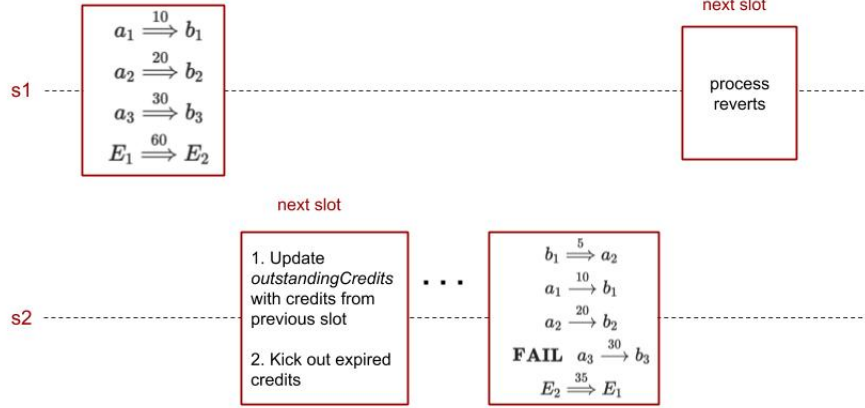 next slot
s1
a₁ ⟹ b₁ 10
a₂ ⟹ b₂ 20
a₃ ⟹ b₃ 30
E₁ ⟹ E₂ 60
process
reverts
next slot
s2
1. Update
outstandingCredits
with credits from
previous slot
2. Kick out expired
credits
...
b₁ ⟹ a₂ 5
a₁ ⟶ b₁ 10
a₂ ⟶ b₂ 20
FAIL a₃ ⟶ b₃ 30
E₂ ⟹ E₁ 35